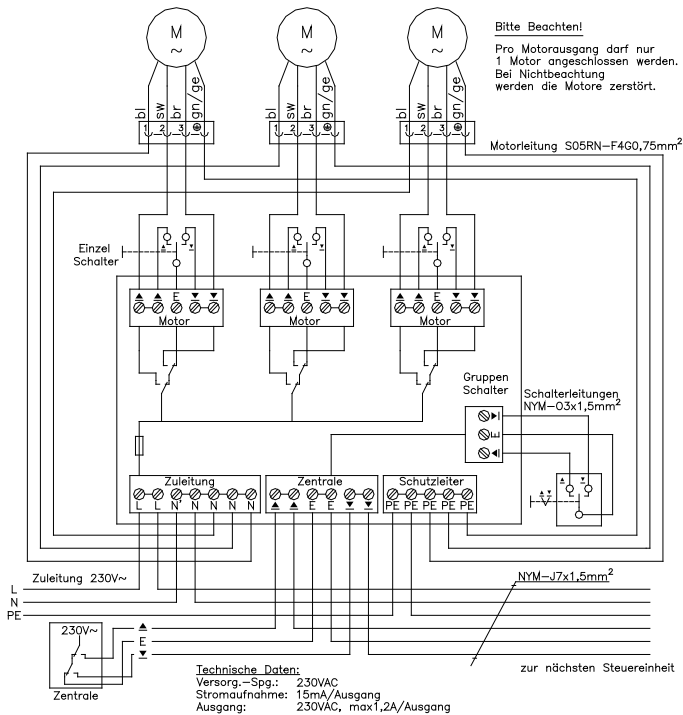 M
~
M
~
M
~
Bitte Beachten!
Pro Motorausgang darf nur
1 Motor angeschlossen werden.
Bei Nichtbeachtung
werden die Motore zerstört.
bl
sw
br
gn/ge
bl
sw
br
gn/ge
bl
sw
br
gn/ge
1 2 3
1 2 3
1 2 3
Motorleitung S05RN-F4G0,75mm²
Einzel
Schalter
E
Motor
E
Motor
E
Motor
Gruppen
Schalter
Schalterleitungen
NYM-O3x1,5mm²
E
Zuleitung
L L N' N N N N
Zentrale
E E
Schutzleiter
PE PE PE PE PE
Zuleitung 230V~
L
N
PE
NYM-J7x1,5mm²
230V~
E
Zentrale
zur nächsten Steuereinheit
Technische Daten:
Versorg.-Spg.: 230VAC
Stromaufnahme: 15mA/Ausgang
Ausgang: 230VAC, max1,2A/Ausgang